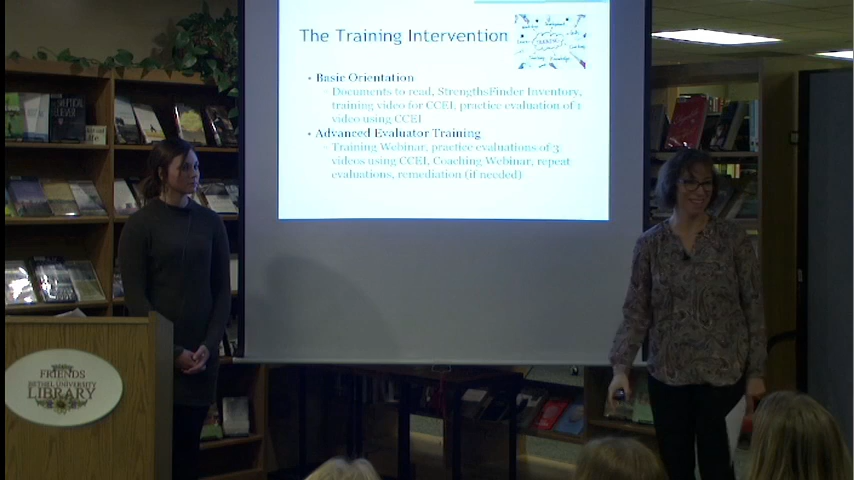 The Training Intervention
• Basic Orientation
– Documents to read, StrengthsFinder Inventory,
training video for CCEI, practice evaluation of 1
video using CCEI
• Advanced Evaluator Training
– Training Webinar, practice evaluations of 3
videos using CCEI, Coaching Webinar, repeat
evaluations, remediation (if needed)
FRIENDS
OF THE
BETHEL UNIVERSITY
LIBRARY